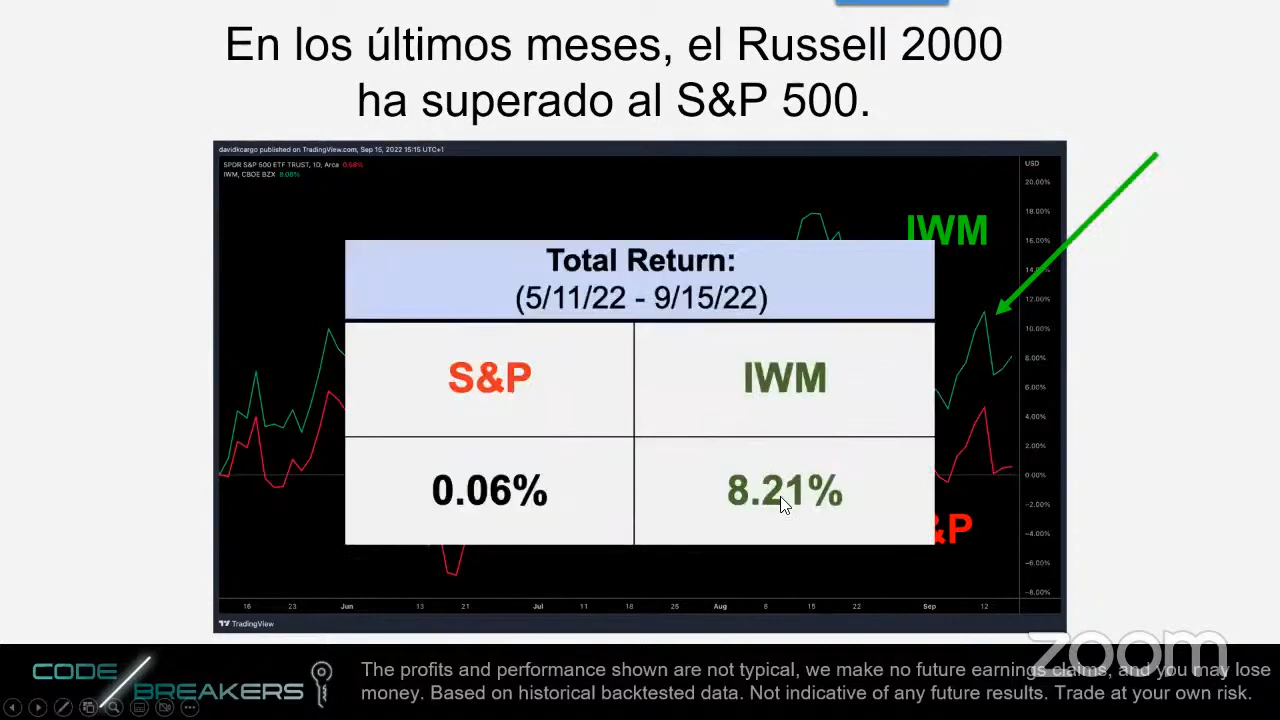 En los últimos meses, el Russell 2000
ha superado al S&P 500.
davidkcargo published on TradingView.com, Sep 15, 2022 15:15 UTC+1
SPDR S&P 500 ETF TRUST, 1D, Arca 0.58%
IWM, CBOE BZX 8.08%
USD
20.00%
18.00%
16.00%
14.00%
12.00%
10.00%
8.00%
6.00%
4.00%
2.00%
0.00%
-2.00%
-4.00%
-6.00%
-8.00%
IWM
Total Return:
(5/11/22 - 9/15/22)
S&P IWM
0.06% 8.21%
&P
16 23 Jun 13 21 Jul 11 18 25 Aug 8 15 22 Sep 12
TradingView
zoom
CODE
BREAKERS
The profits and performance shown are not typical, we make no future earnings claims, and you may lose
money. Based on historical backtested data. Not indicative of any future results. Trade at your own risk.